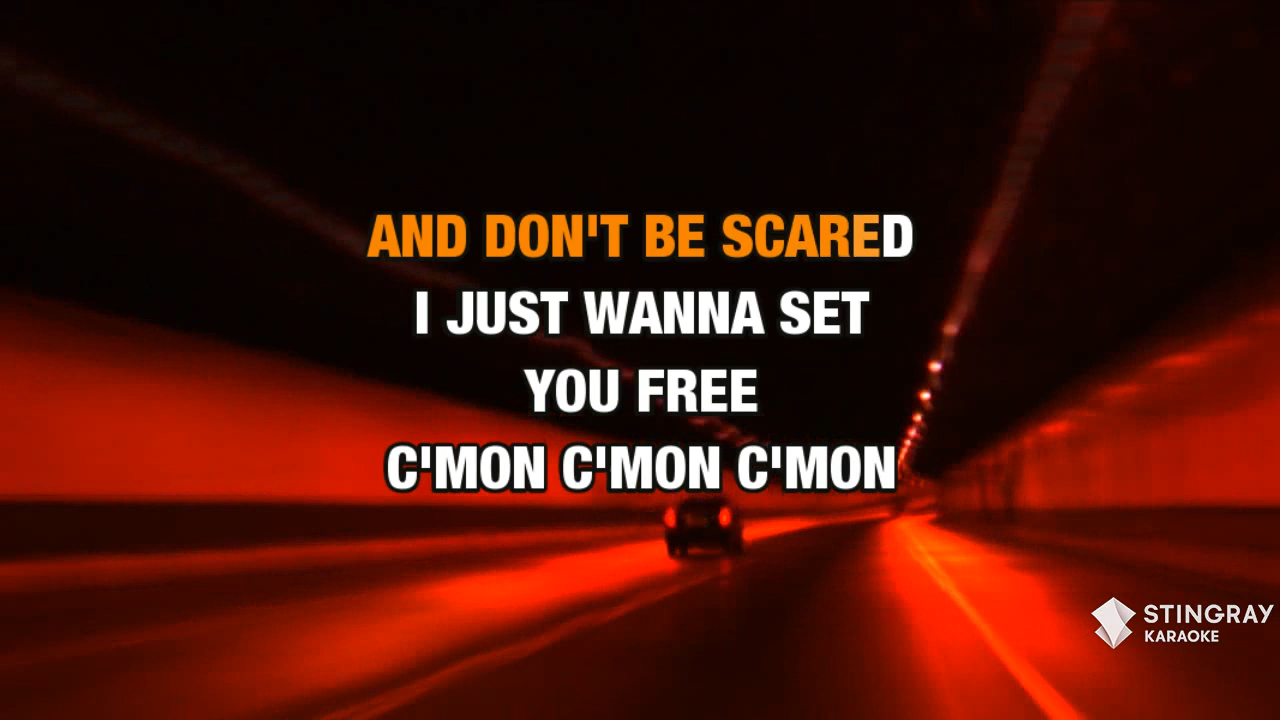 AND DON'T BE SCARED
I JUST WANNA SET
YOU FREE
C'MON C'MON C'MON
STINGRAY
KARAOKE